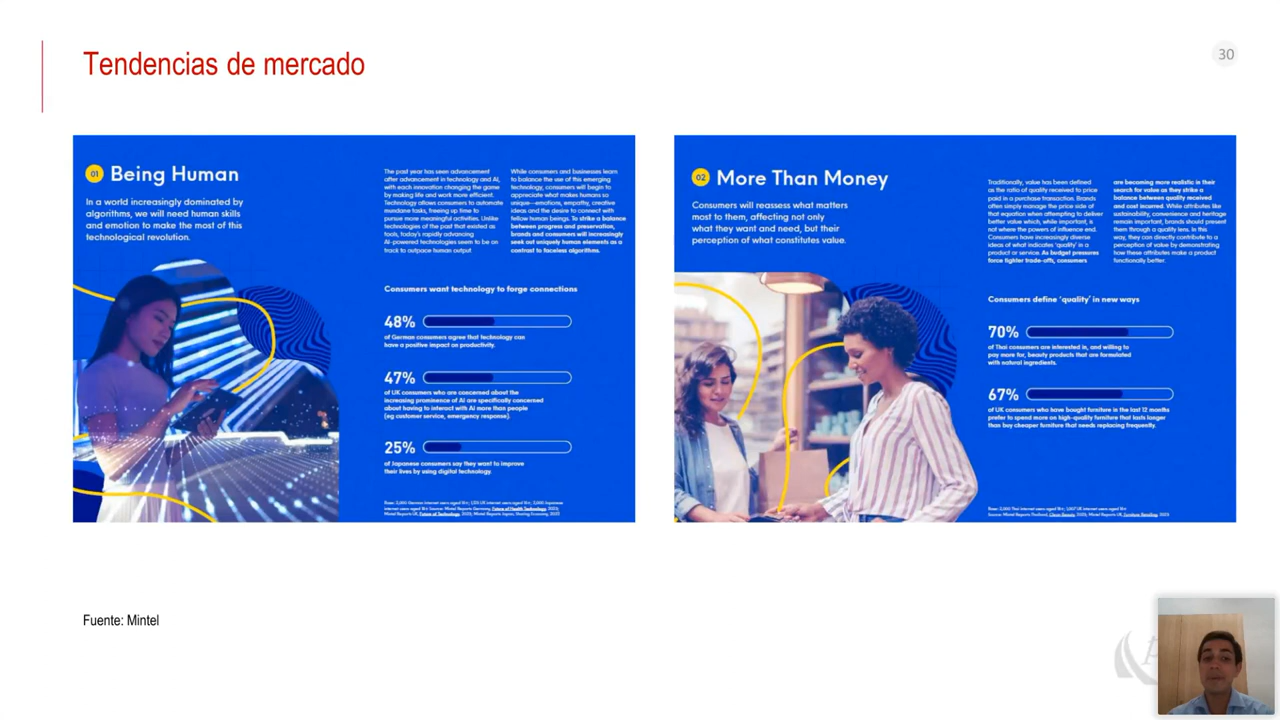 Tendencias de mercado
30
01 Being Human
In a world increasingly dominated by
algorithms, we will need human skills
and emotion to make the most of this
technological revolution.
The past year has seen advancement
after advancement in technology and AI,
with each innovation changing the game
by making life and work more efficient.
Technology allows consumers to automate
mundane tasks, freeing up time to
pursue more meaningful activities. Unlike
technologies of the past that existed as
tools, today's rapidly advancing
AI-powered technologies seem to be on
track to outpace human output.
While consumers and businesses learn
to balance the use of this emerging
technology, consumers will begin to
appreciate what makes humans so
unique—emotions, empathy, creative
ideas and the desire to connect with
fellow human beings. To strike a balance
between progress and preservation,
brands and consumers will increasingly
seek out uniquely human elements as a
contrast to faceless algorithms.
Consumers want technology to forge connections
48%
of German consumers agree that technology can
have a positive impact on productivity.
47%
of UK consumers who are concerned about the
increasing prominence of AI are specifically concerned
about having to interact with AI more than people
(eg customer service, emergency response).
25%
of Japanese consumers say they want to improve
their lives by using digital technology.
02 More Than Money
Consumers will reassess what matters
most to them, affecting not only
what they want and need, but their
perception of what constitutes value.
Traditionally, value has been defined
as the ratio of quality received to price
paid in a purchase transaction. Brands
often simply manage the price side of
that equation when attempting to deliver
better value which, while important, is
not where the powers of influence end.
Consumers have increasingly diverse
ideas of what indicates 'quality' in a
product or service. As budget pressures
force tighter trade-offs, consumers
are becoming more realistic in their
search for value as they strike a
balance between quality received
and cost incurred. While attributes like
sustainability, convenience and heritage
remain important, brands should present
them through a quality lens. In this
way, they can directly contribute to a
perception of value by demonstrating
how these attributes make a product
functionally better.
Consumers define 'quality' in new ways
70%
of Thai consumers are interested in, and willing to
pay more for, beauty products that are formulated
with natural ingredients.
67%
of UK consumers who have bought furniture in the last 12 months
prefer to spend more on high-quality furniture that lasts longer
than buy cheaper furniture that needs replacing frequently.
Fuente: Mintel